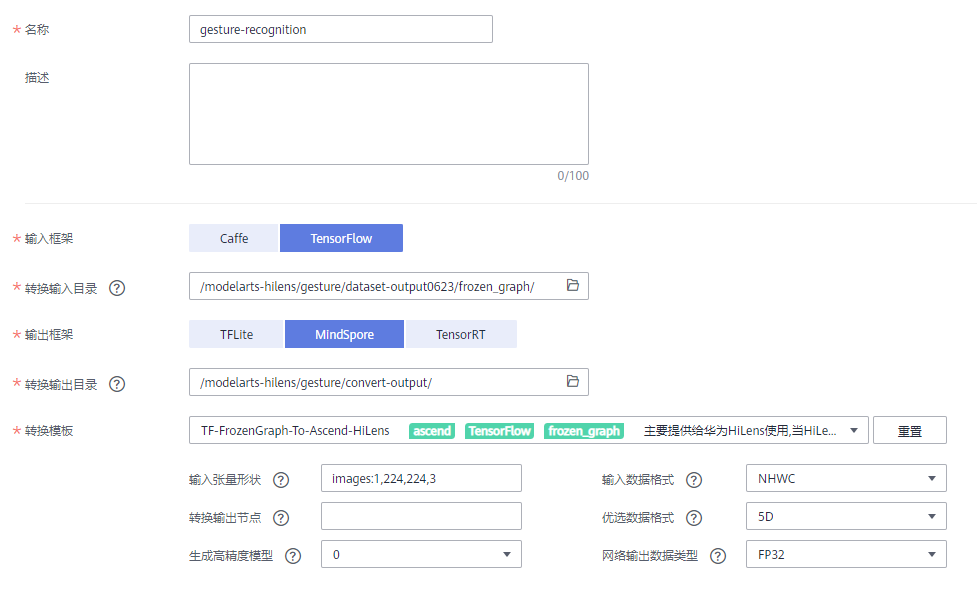 * 名称 gesture-recognition
描述
0/100
* 输入框架 Caffe TensorFlow
* 转换输入目录 ? /modelarts-hilens/gesture/dataset-output0623/frozen_graph/
* 输出框架 TFLite MindSpore TensorRT
* 转换输出目录 ? /modelarts-hilens/gesture/convert-output/
* 转换模板 TF-FrozenGraph-To-Ascend-HiLens ascend TensorFlow frozen_graph 主要提供给华为HiLens使用,当HiLe... 重置
输入张量形状 ? images:1,224,224,3 输入数据格式 ? NHWC
转换输出节点 ? 优选数据格式 ? 5D
生成高精度模型 ? 0 网络输出数据类型 ? FP32